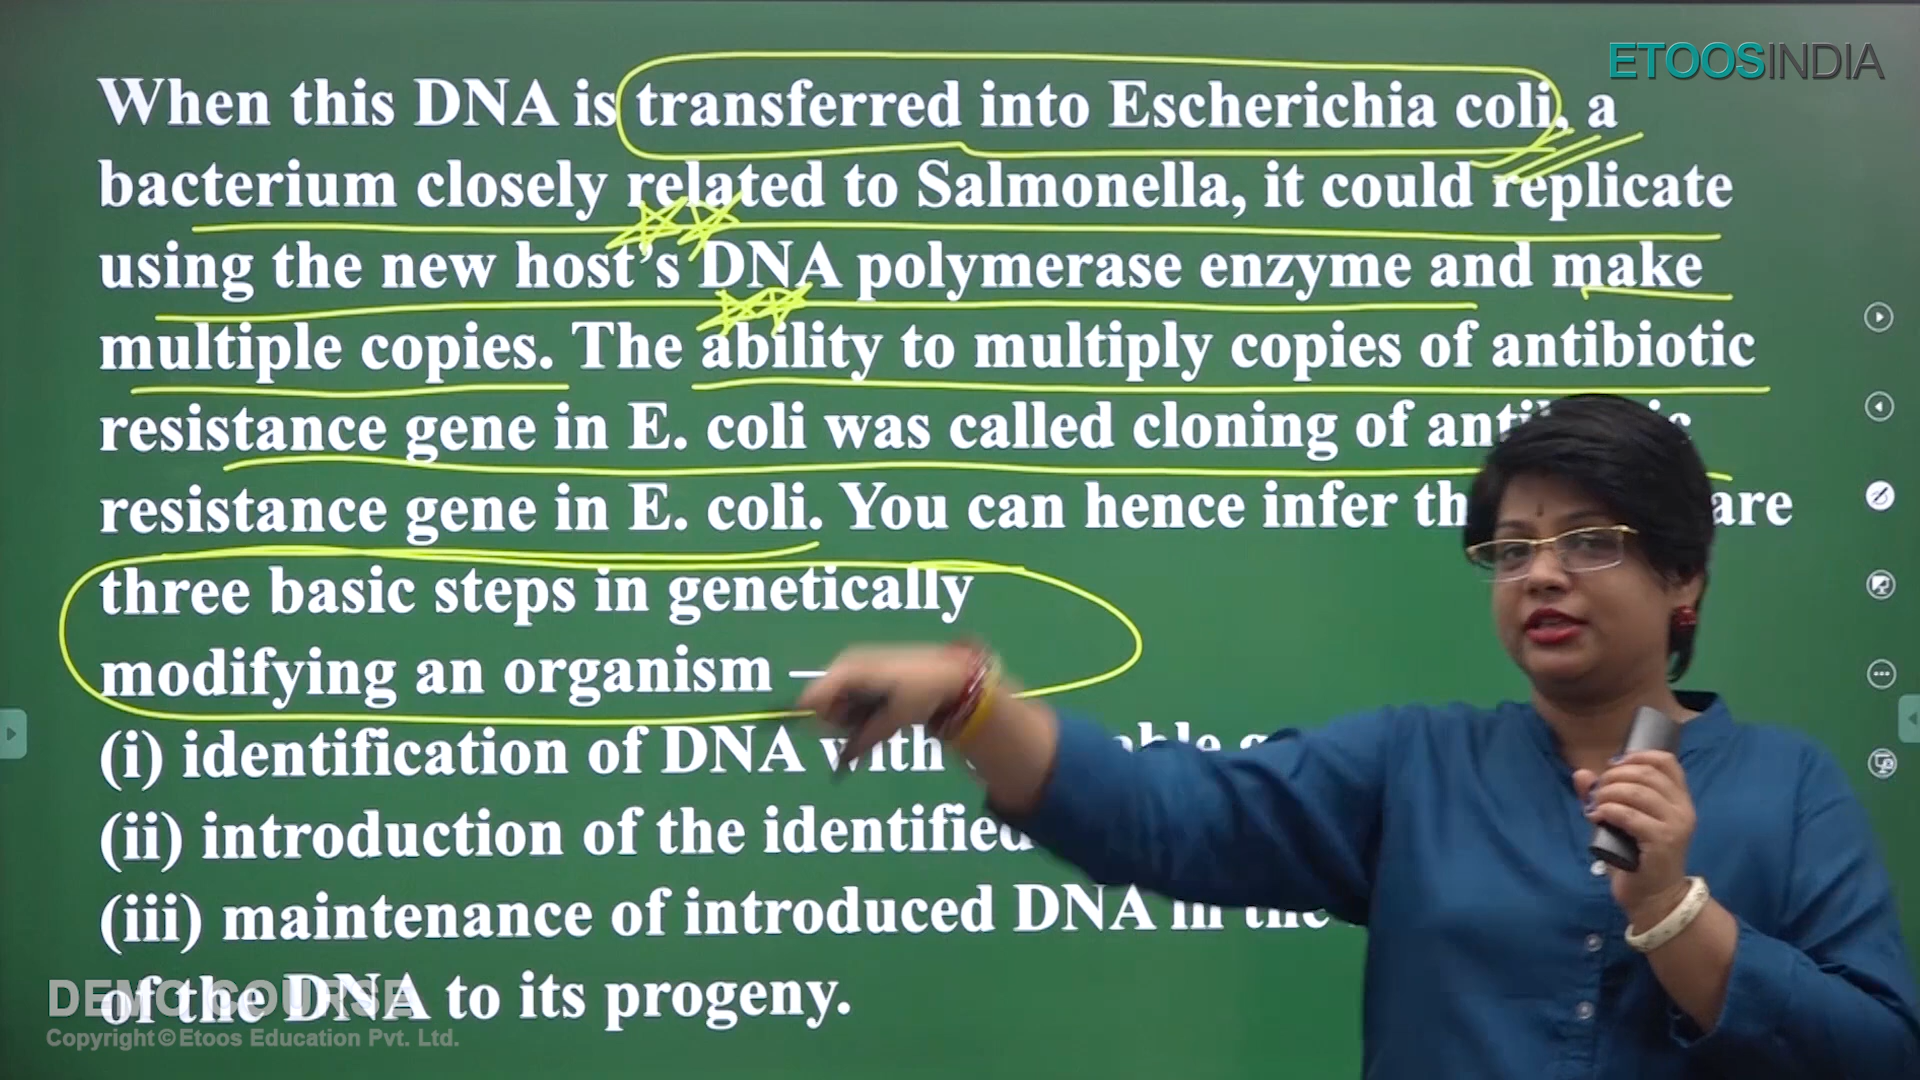 ETOOSINDIA
When this DNA is transferred into Escherichia coli, a
bacterium closely related to Salmonella, it could replicate
using the new host's DNA polymerase enzyme and make
multiple copies. The ability to multiply copies of antibiotic
resistance gene in E. coli was called cloning of
resistance gene in E. coli. You can hence infer are
three basic steps in genetically
modifying an organism —
(i) identification of DNA with
(ii) introduction of the identified
(iii) maintenance of introduced DNA in the
of the DNA to its progeny.
DEMO COURSE
Copyright © Etoos Education Pvt. Ltd.